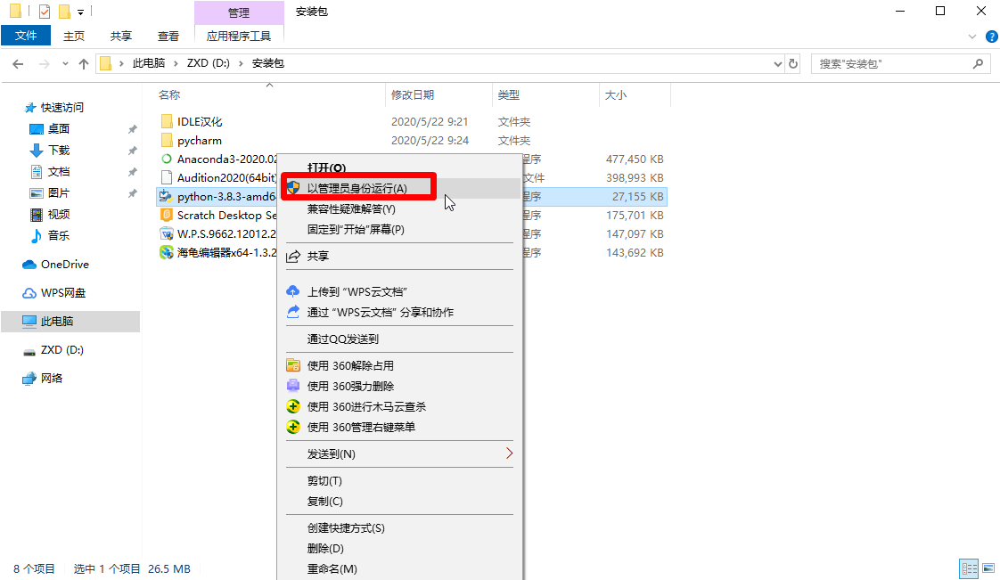 管理
安装包
文件
主页
共享
查看
应用程序工具
此电脑 ZXD (D:) 安装包
搜索"安装包"
名称
修改日期
类型
大小
快速访问
桌面
下载
文档
图片
视频
音乐
OneDrive
WPS网盘
此电脑
ZXD (D:)
网络
IDLE汉化 2020/5/22 9:21 文件夹
pycharm 2020/5/22 9:24 文件夹
Anaconda3-2020.02 程序 477,450 KB
Audition2020(64bit) 文件 398,993 KB
python-3.8.3-amd6 程序 27,155 KB
Scratch Desktop Se 程序 175,701 KB
W.P.S.9662.12012.2 程序 147,097 KB
海龟编辑器x64-1.3.2 程序 143,692 KB
打开(O)
以管理员身份运行(A)
兼容性疑难解答(Y)
固定到"开始"屏幕(P)
共享
上传到 “WPS云文档”
通过 “WPS云文档” 分享和协作
通过QQ发送到
使用 360解除占用
使用 360强力删除
使用 360进行木马云查杀
使用 360管理右键菜单
发送到(N)
剪切(T)
复制(C)
创建快捷方式(S)
删除(D)
重命名(M)
8 个项目 选中 1 个项目 26.5 MB